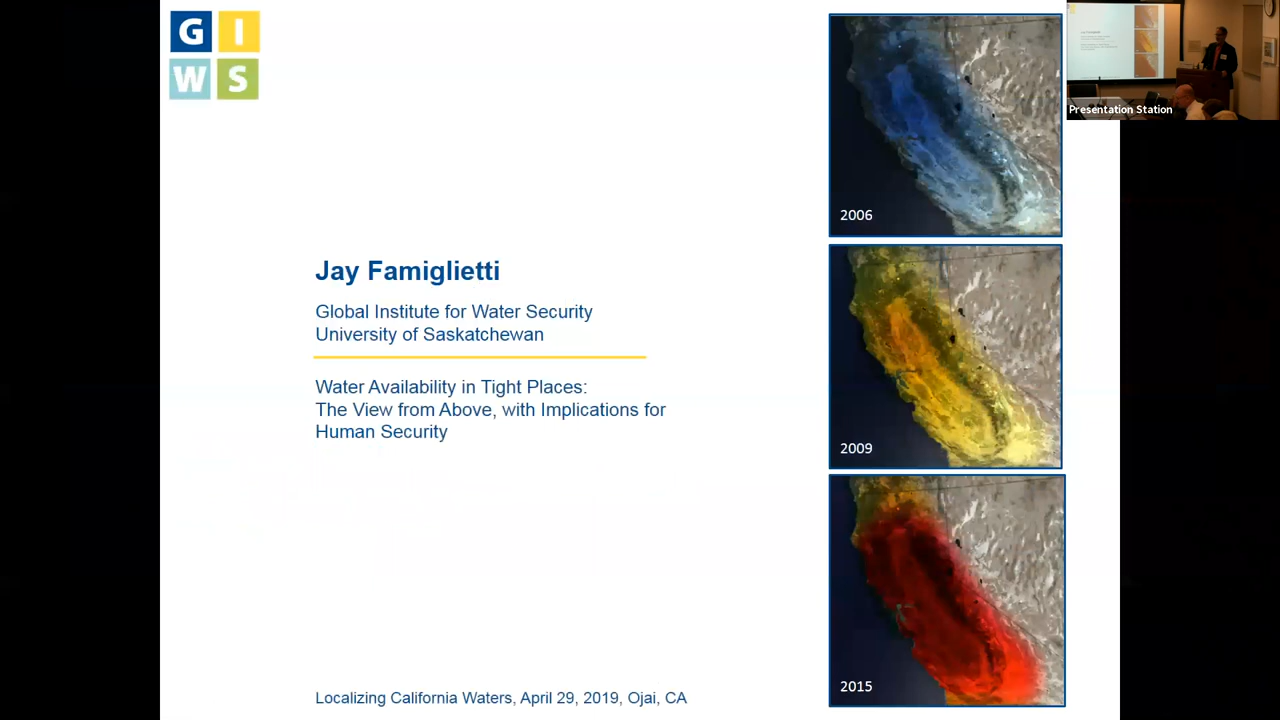 G I
W S
Presentation Station
2006
Jay Famiglietti
Global Institute for Water Security
University of Saskatchewan
Water Availability in Tight Places:
The View from Above, with Implications for
Human Security
2009
2015
Localizing California Waters, April 29, 2019, Ojai, CA